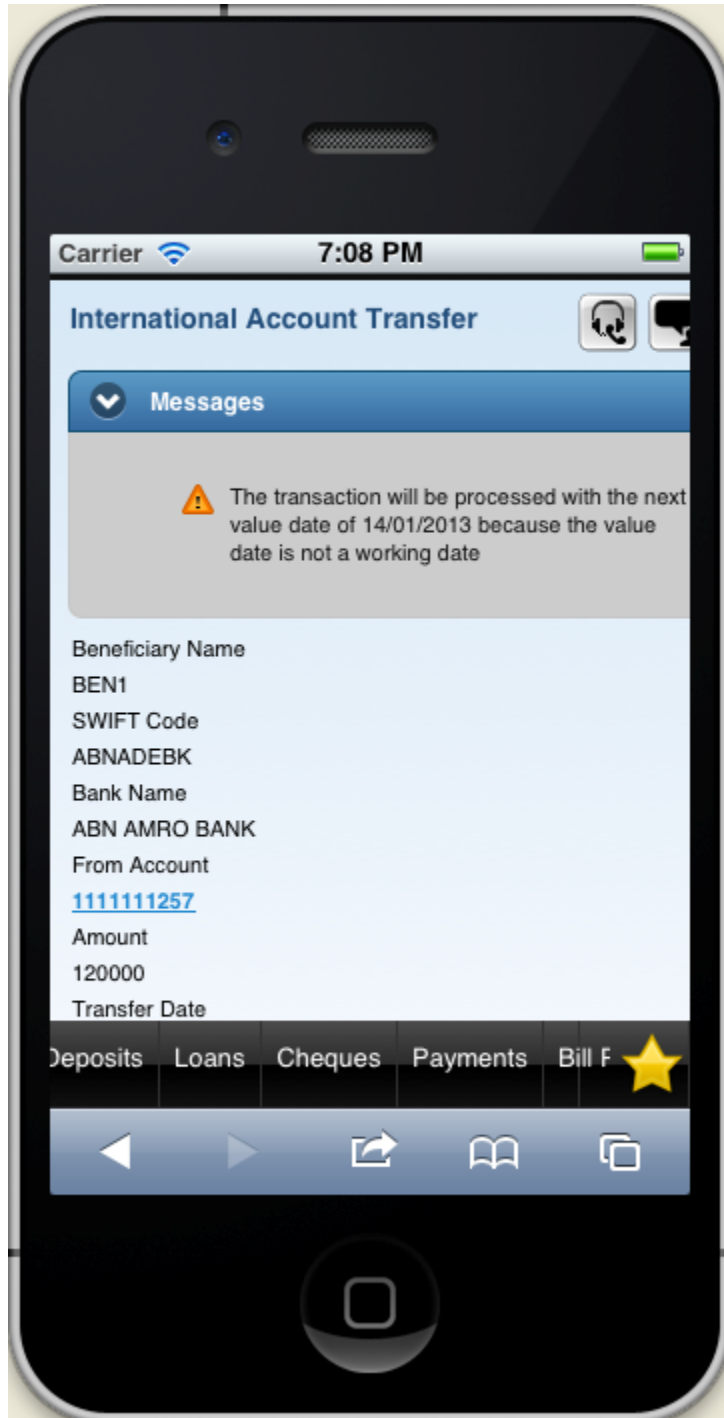 Carrier 7:08 PM
International Account Transfer
Messages
The transaction will be processed with the next
value date of 14/01/2013 because the value
date is not a working date
Beneficiary Name
BEN1
SWIFT Code
ABNADEBK
Bank Name
ABN AMRO BANK
From Account
1111111257
Amount
120000
Transfer Date
Deposits Loans Cheques Payments Bill